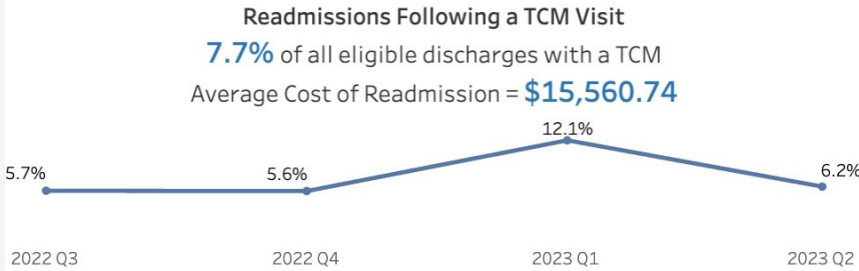 Readmissions Following a TCM Visit
7.7% of all eligible discharges with a TCM
Average Cost of Readmission = $15,560.74
12.1%
5.7%
5.6%
6.2%
2022 Q3
2022 Q4
2023 Q1
2023 Q2